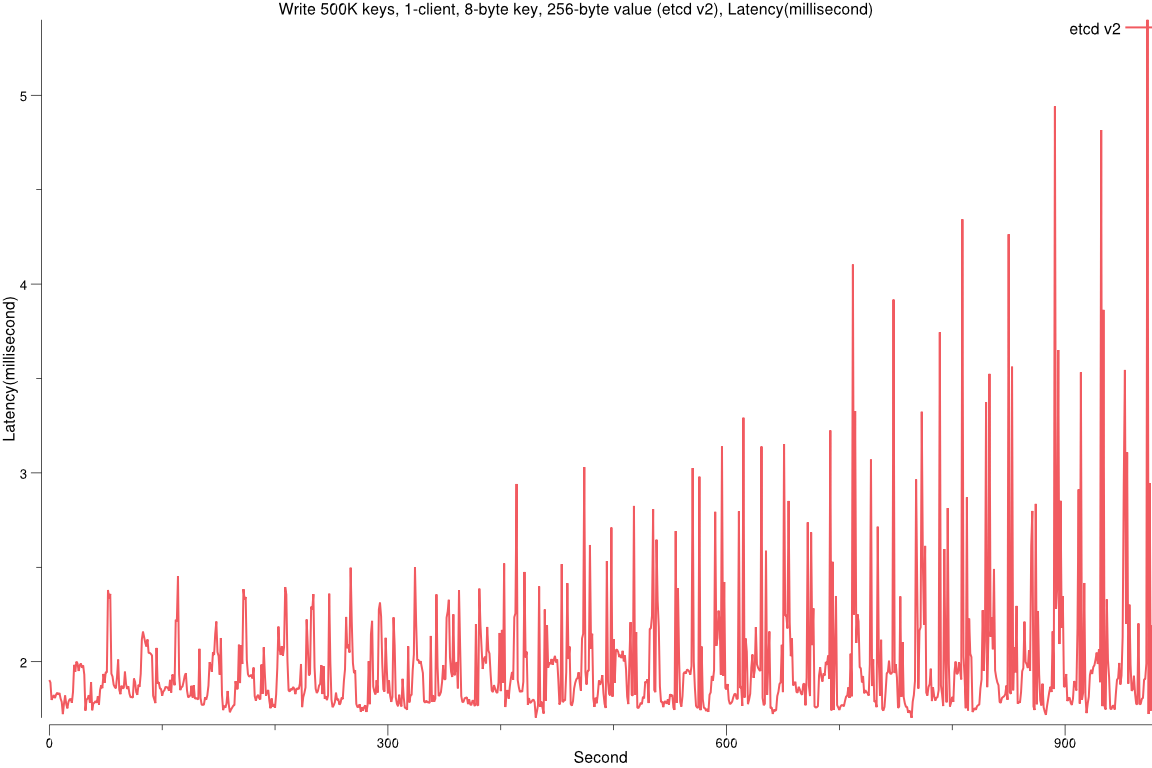 Write 500K keys, 1-client, 8-byte key, 256-byte value (etcd v2), Latency(millisecond)
etcd v2
5
4
3
2
Latency(millisecond)
0 300 600 900
Second